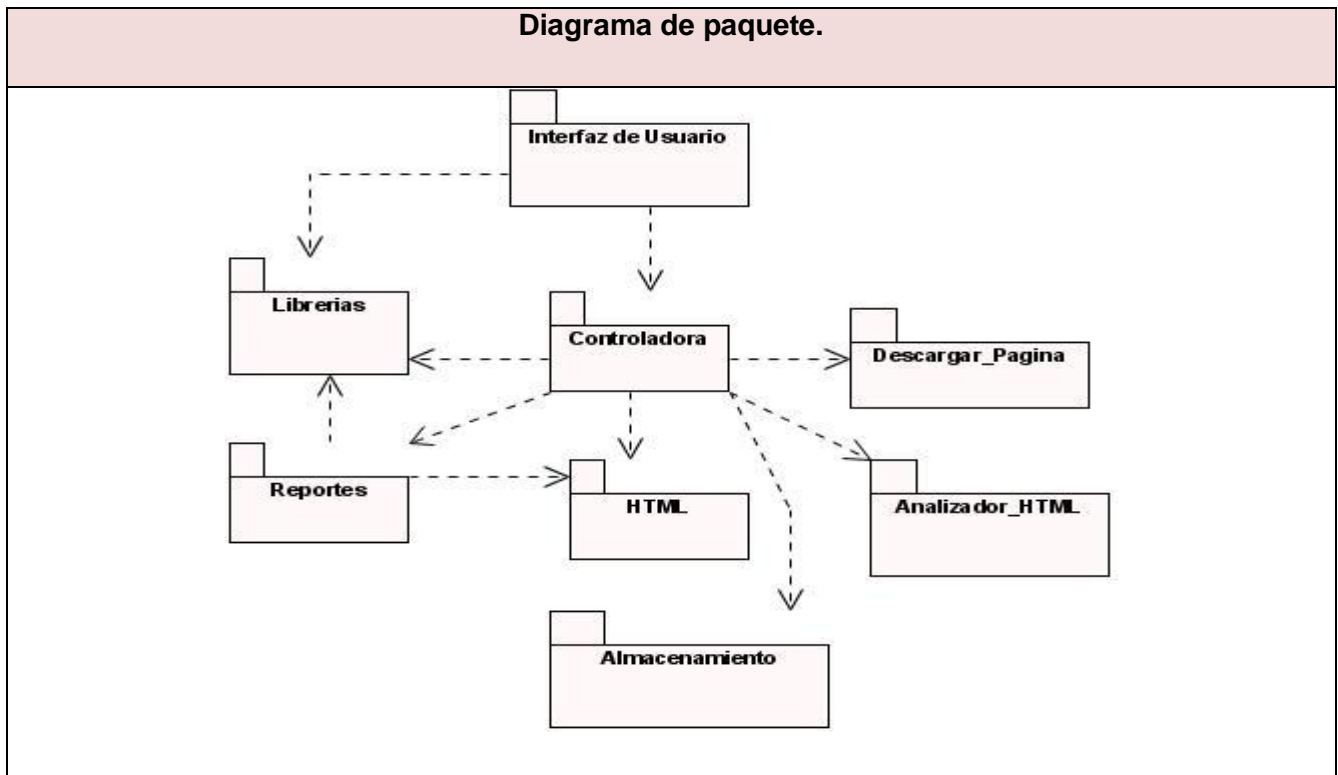 Diagrama de paquete.
Interfaz de Usuario
Librerias
Controladora
Descargar_Pagina
Reportes
HTML
Analizador_HTML
Almacenamiento